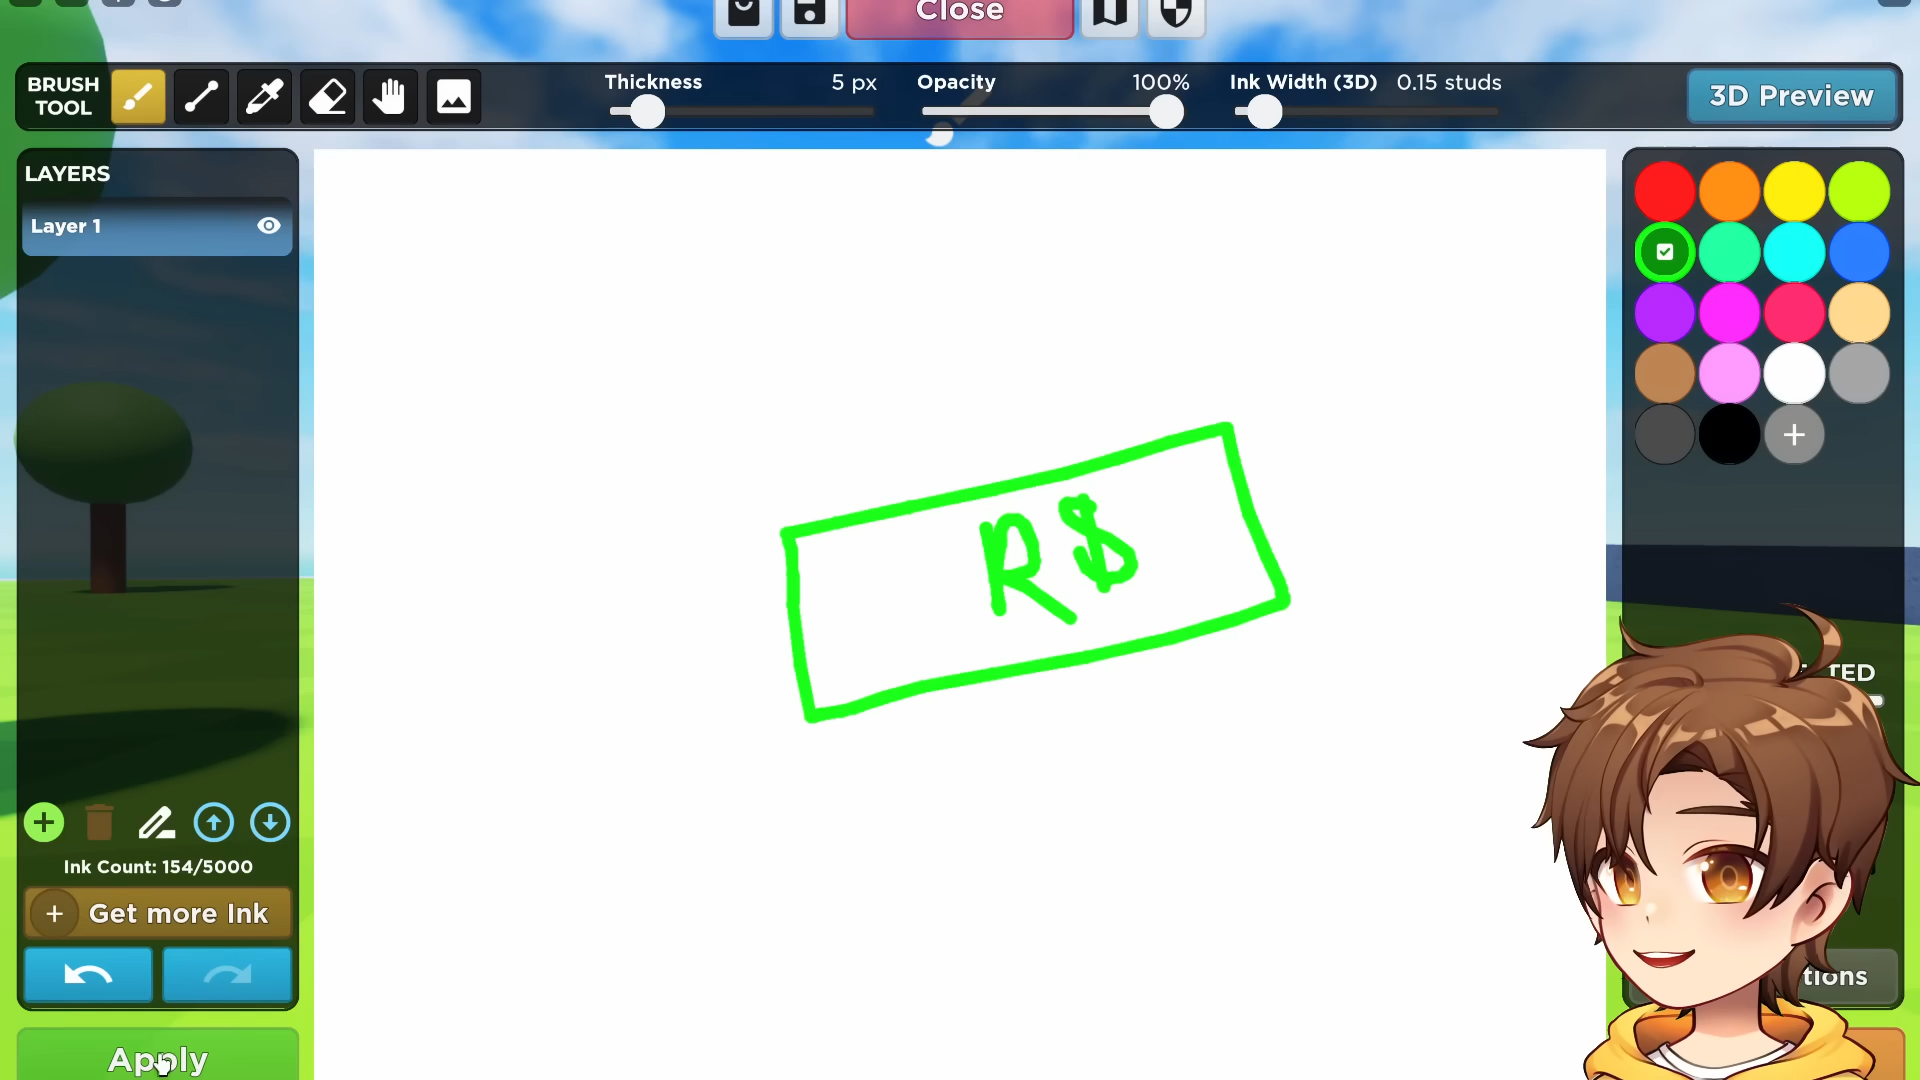 Close
BRUSH TOOL
Thickness 5 px
Opacity 100%
Ink Width (3D) 0.15 studs
3D Preview
LAYERS
Layer 1
R$
TED
Ink Count: 154/5000
+ Get more Ink
tions
Apply